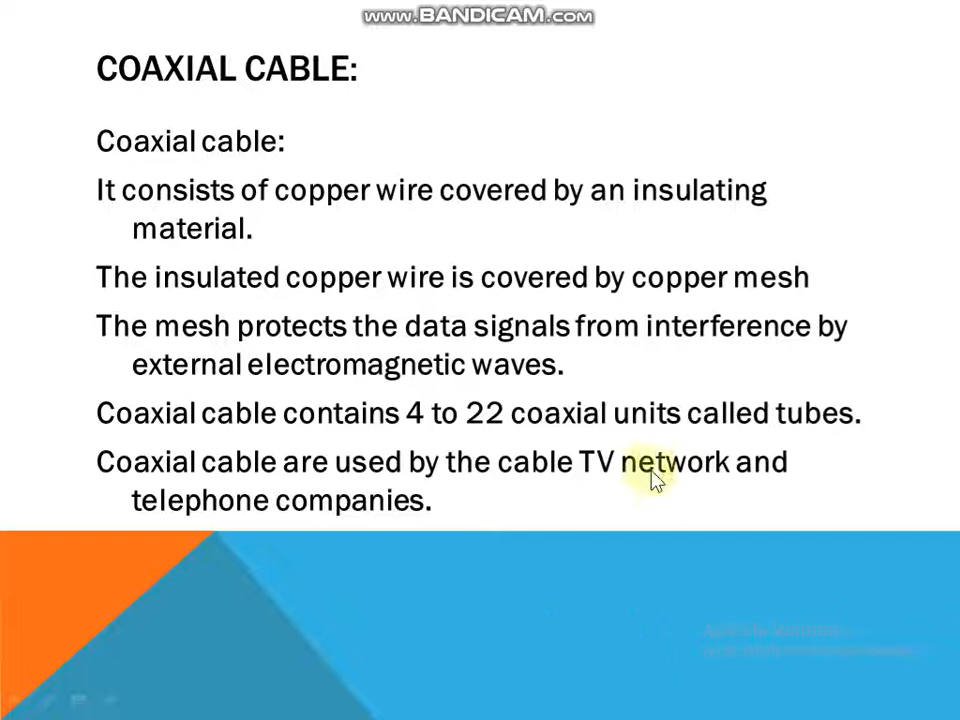 www.BANDICAM.com
COAXIAL CABLE:
Coaxial cable:
It consists of copper wire covered by an insulating
material.
The insulated copper wire is covered by copper mesh
The mesh protects the data signals from interference by
external electromagnetic waves.
Coaxial cable contains 4 to 22 coaxial units called tubes.
Coaxial cable are used by the cable TV network and
telephone companies.